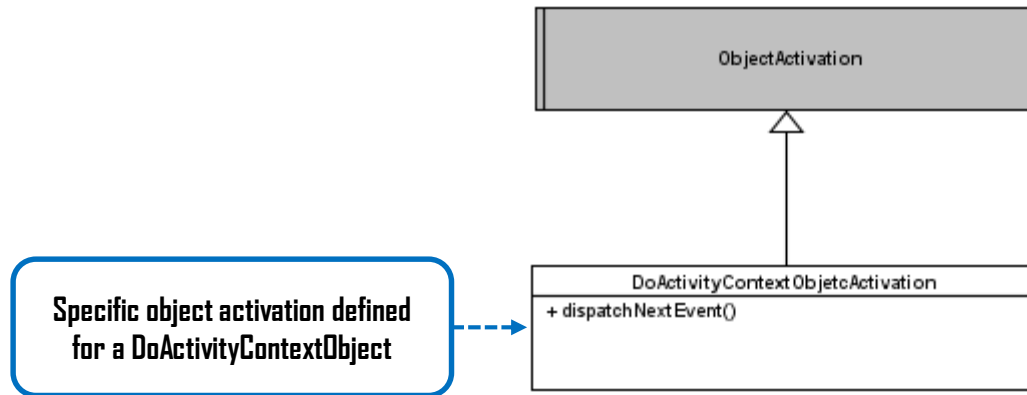 ObjectActivation
DoActivityContextObjetcActivation
+ dispatchNextEvent()
Specific object activation defined
for a DoActivityContextObject